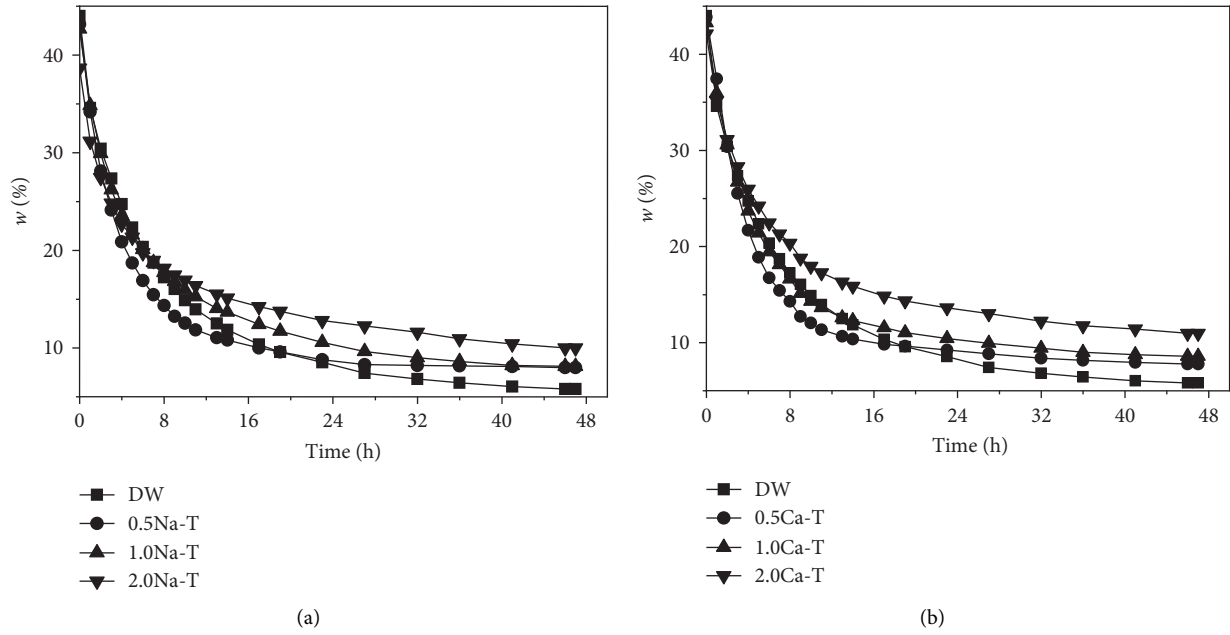 40
30
20
10
w (%)
0 8 16 24 32 40 48
Time (h)
DW
0.5Na-T
1.0Na-T
2.0Na-T
(a)
40
30
20
10
w (%)
0 8 16 24 32 40 48
Time (h)
DW
0.5Ca-T
1.0Ca-T
2.0Ca-T
(b)